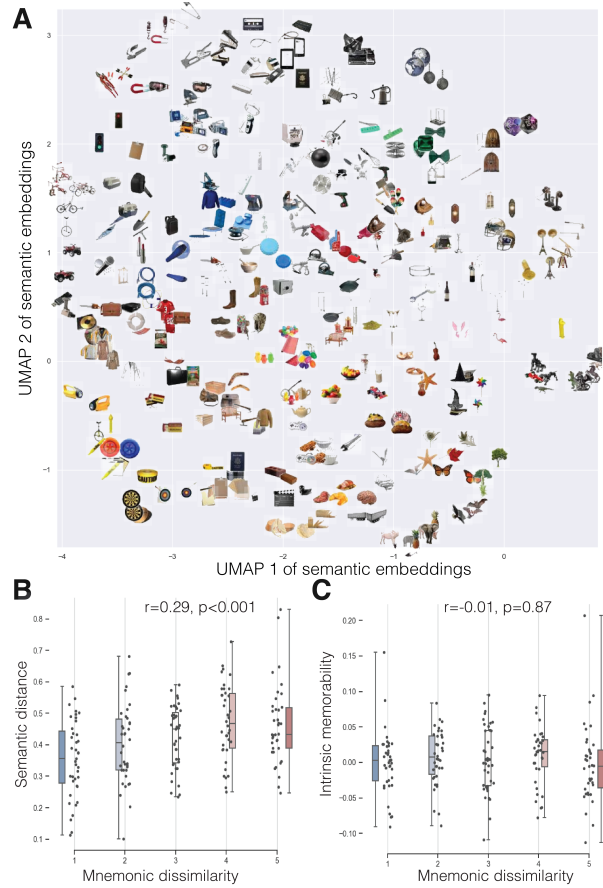 A
UMAP 2 of semantic embeddings
3
2
1
0
−1
−4
−3
−2
−1
0
UMAP 1 of semantic embeddings
CAUTION
B
r=0.29, p<0.001
Semantic distance
0.8
0.7
0.6
0.5
0.4
0.3
0.2
0.1
1
2
3
4
5
Mnemonic dissimilarity
C
r=-0.01, p=0.87
Intrinsic memorability
0.20
0.15
0.10
0.05
0.00
−0.05
−0.10
1
2
3
4
5
Mnemonic dissimilarity